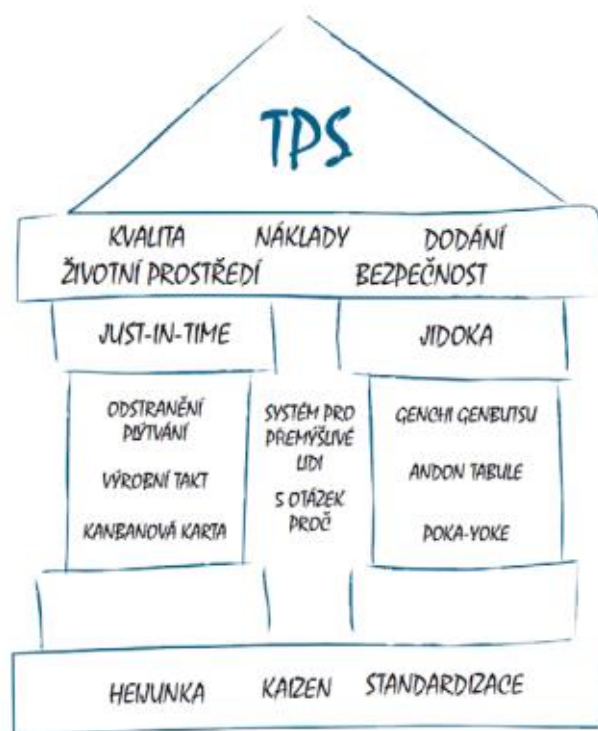 TPS
KVALITA NÁKLADY DODÁNÍ
ŽIVOTNÍ PROSTŘEDÍ BEZPEČNOST
JUST-IN-TIME
JIDOKA
ODSTRANĚNÍ
PLÝTVÁNÍ
VÝROBNÍ TAKT
KANBANOVÁ KARTA
SYSTÉM PRO
PŘEMÝŠLIVÉ
LIDI
5 OTÁZEK
PROČ
GENCHI GENBUTSU
ANDON TABULE
POKA-YOKE
HEIJUNKA KAIZEN STANDARDIZACE